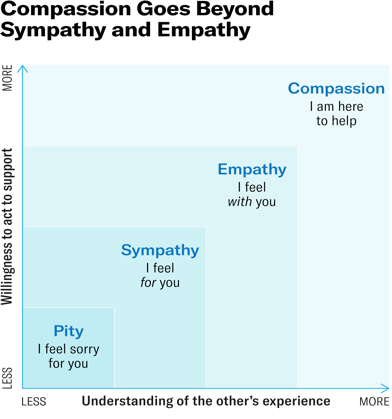 Compassion Goes Beyond
Sympathy and Empathy
MORE
Compassion
I am here
to help
Empathy
I feel
with you
Willingness to act to support
Sympathy
I feel
for you
Pity
I feel sorry
for you
LESS
LESS
Understanding of the other’s experience
MORE